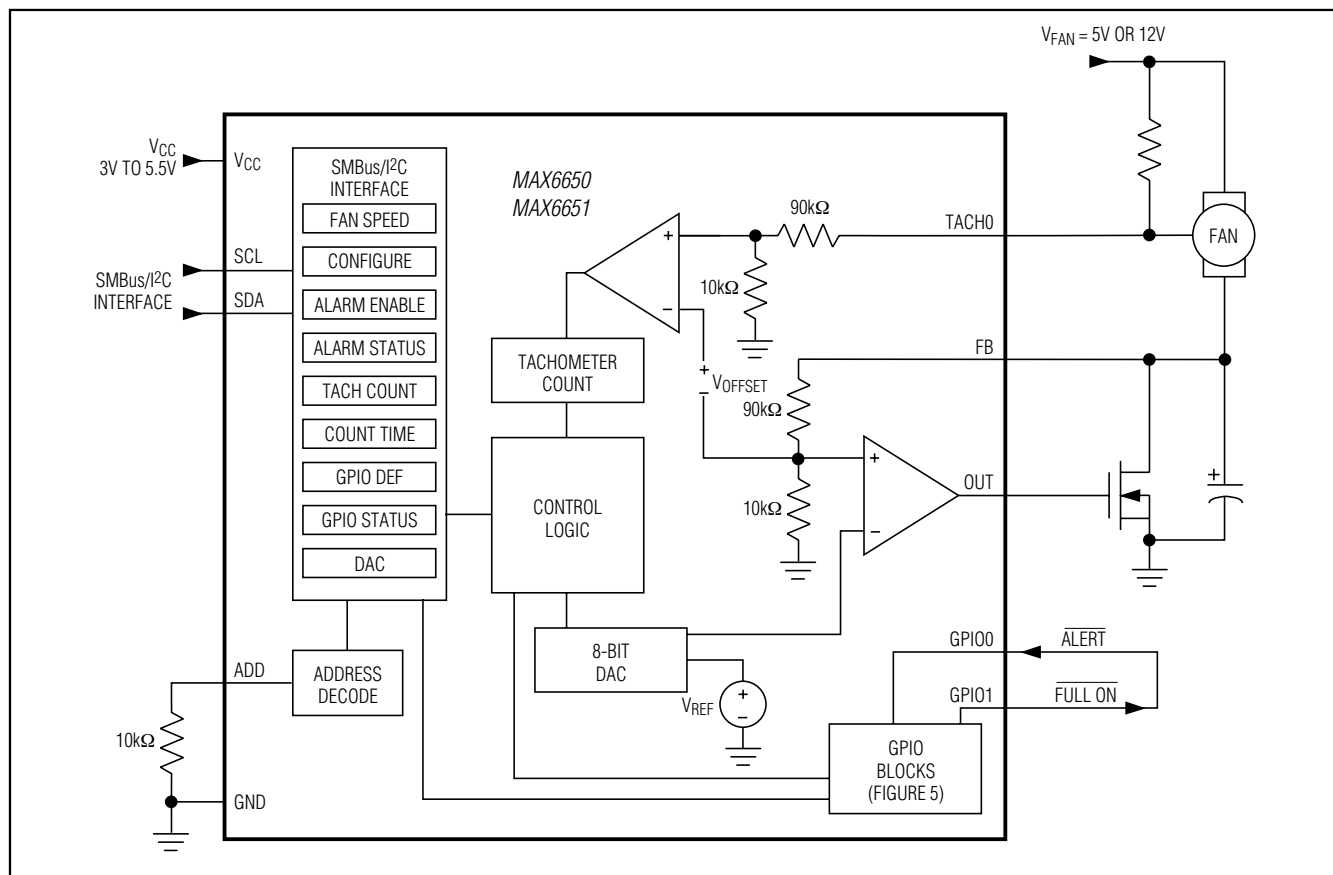 V_FAN = 5V OR 12V
V_CC
3V TO 5.5V
V_CC
SMBus/I²C
INTERFACE
FAN SPEED
CONFIGURE
ALARM ENABLE
ALARM STATUS
TACH COUNT
COUNT TIME
GPIO DEF
GPIO STATUS
DAC
MAX6650
MAX6651
90kΩ
TACH0
FAN
SCL
SMBus/I²C
INTERFACE
SDA
+
−
10kΩ
FB
TACHOMETER
COUNT
+
−
V_OFFSET
90kΩ
+
−
OUT
+
10kΩ
CONTROL
LOGIC
8-BIT
DAC
V_REF
+
−
GPIO0
ALERT
GPIO1
FULL ON
GPIO
BLOCKS
(FIGURE 5)
ADD
ADDRESS
DECODE
10kΩ
GND